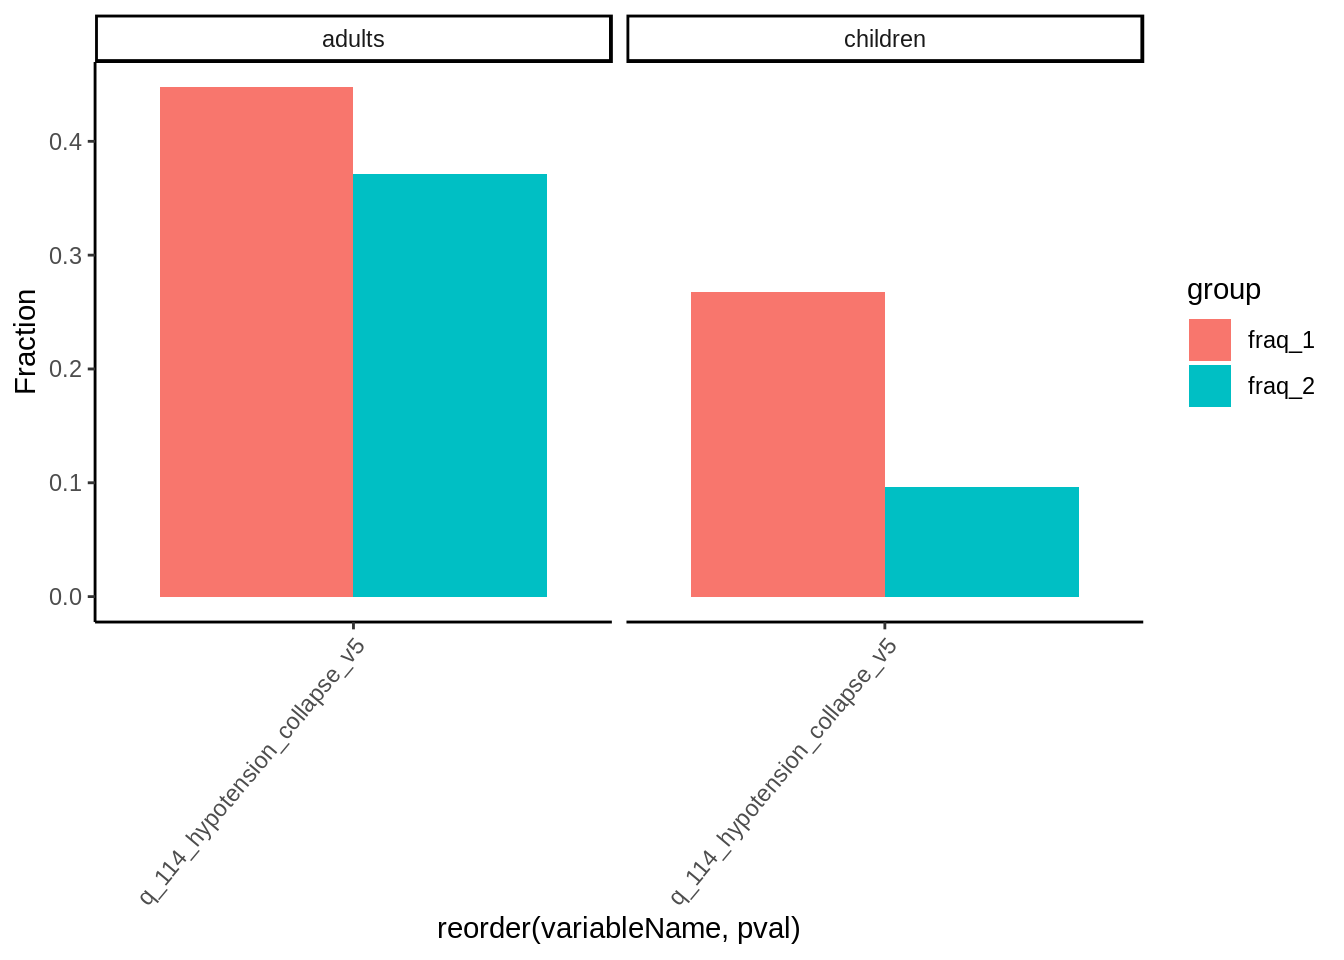 adults
children
0.4
0.3
0.2
0.1
0.0
Fraction
q_114_hypotension_collapse_v5
q_114_hypotension_collapse_v5
reorder(variableName, pval)
group
fraq_1
fraq_2